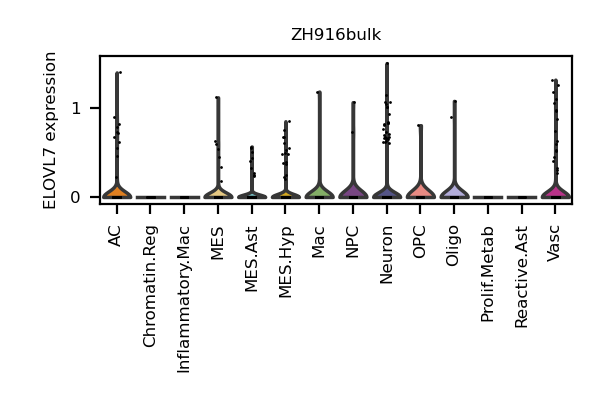 ZH916bulk
ELOVL7 expression
1
0
AC
Chromatin.Reg
Inflammatory.Mac
MES
MES.Ast
MES.Hyp
Mac
NPC
Neuron
OPC
Oligo
Prolif.Metab
Reactive.Ast
Vasc